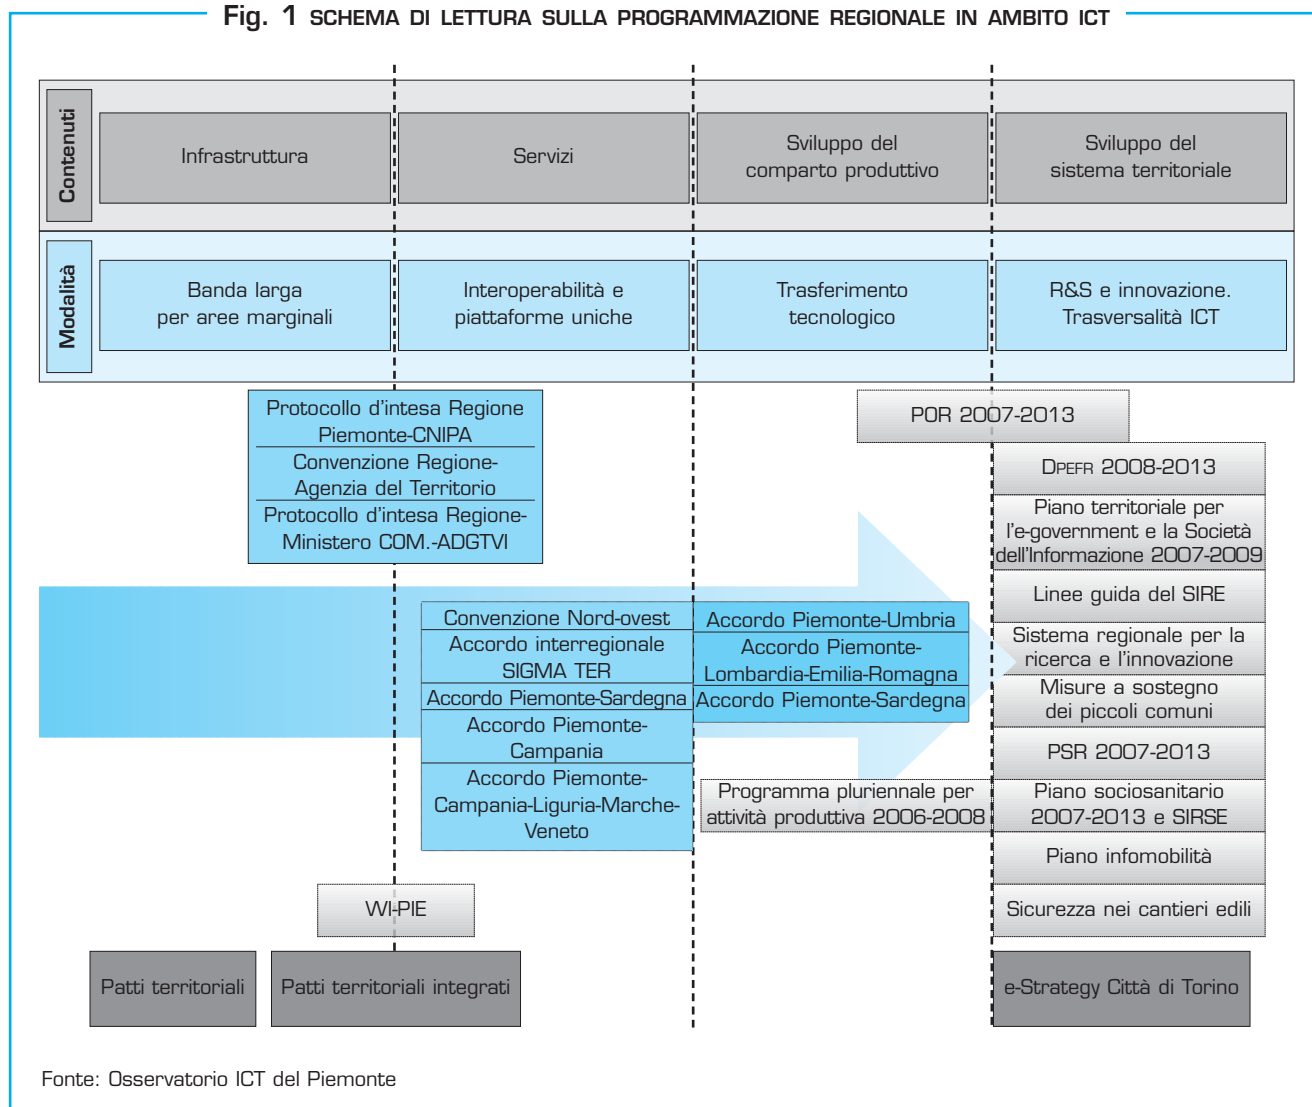 Fig. 1 SCHEMA DI LETTURA SULLA PROGRAMMAZIONE REGIONALE IN AMBITO ICT
Contenuti
Infrastruttura
Servizi
Sviluppo del
comparto produttivo
Sviluppo del
sistema territoriale
Modalità
Banda larga
per aree marginali
Interoperabilità e
piattaforme uniche
Trasferimento
tecnologico
R&S e innovazione.
Trasversalità ICT
Protocollo d'intesa Regione
Piemonte-CNIPA
Convenzione Regione-
Agenzia del Territorio
Protocollo d'intesa Regione-
Ministero COM.-ADGTVI
Convenzione Nord-ovest
Accordo interregionale
SIGMA TER
Accordo Piemonte-Sardegna
Accordo Piemonte-
Campania
Accordo Piemonte-
Campania-Liguria-Marche-
Veneto
Accordo Piemonte-Umbria
Accordo Piemonte-
Lombardia-Emilia-Romagna
Accordo Piemonte-Sardegna
Programma pluriennale per
attività produttiva 2006-2008
POR 2007-2013
DPEFR 2008-2013
Piano territoriale per
l'e-government e la Società
dell'Informazione 2007-2009
Linee guida del SIRE
Sistema regionale per la
ricerca e l'innovazione
Misure a sostegno
dei piccoli comuni
PSR 2007-2013
Piano sociosanitario
2007-2013 e SIRSE
Piano infomobilità
Sicurezza nei cantieri edili
WI-PIE
Patti territoriali
Patti territoriali integrati
e-Strategy Città di Torino
Fonte: Osservatorio ICT del Piemonte